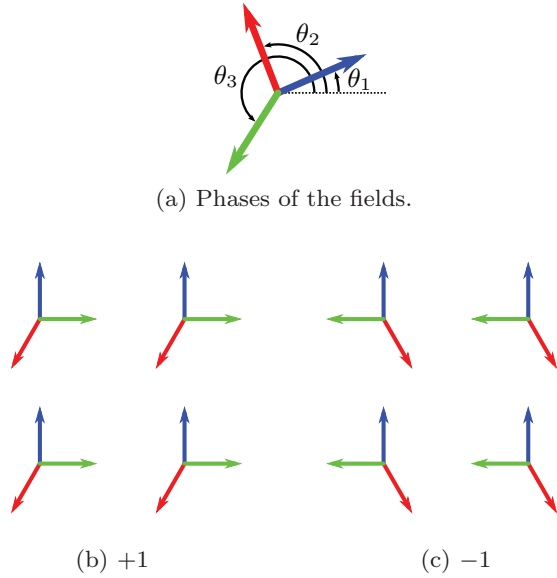 θ₂
θ₃
θ₁
(a) Phases of the fields.
(b) +1
(c) −1